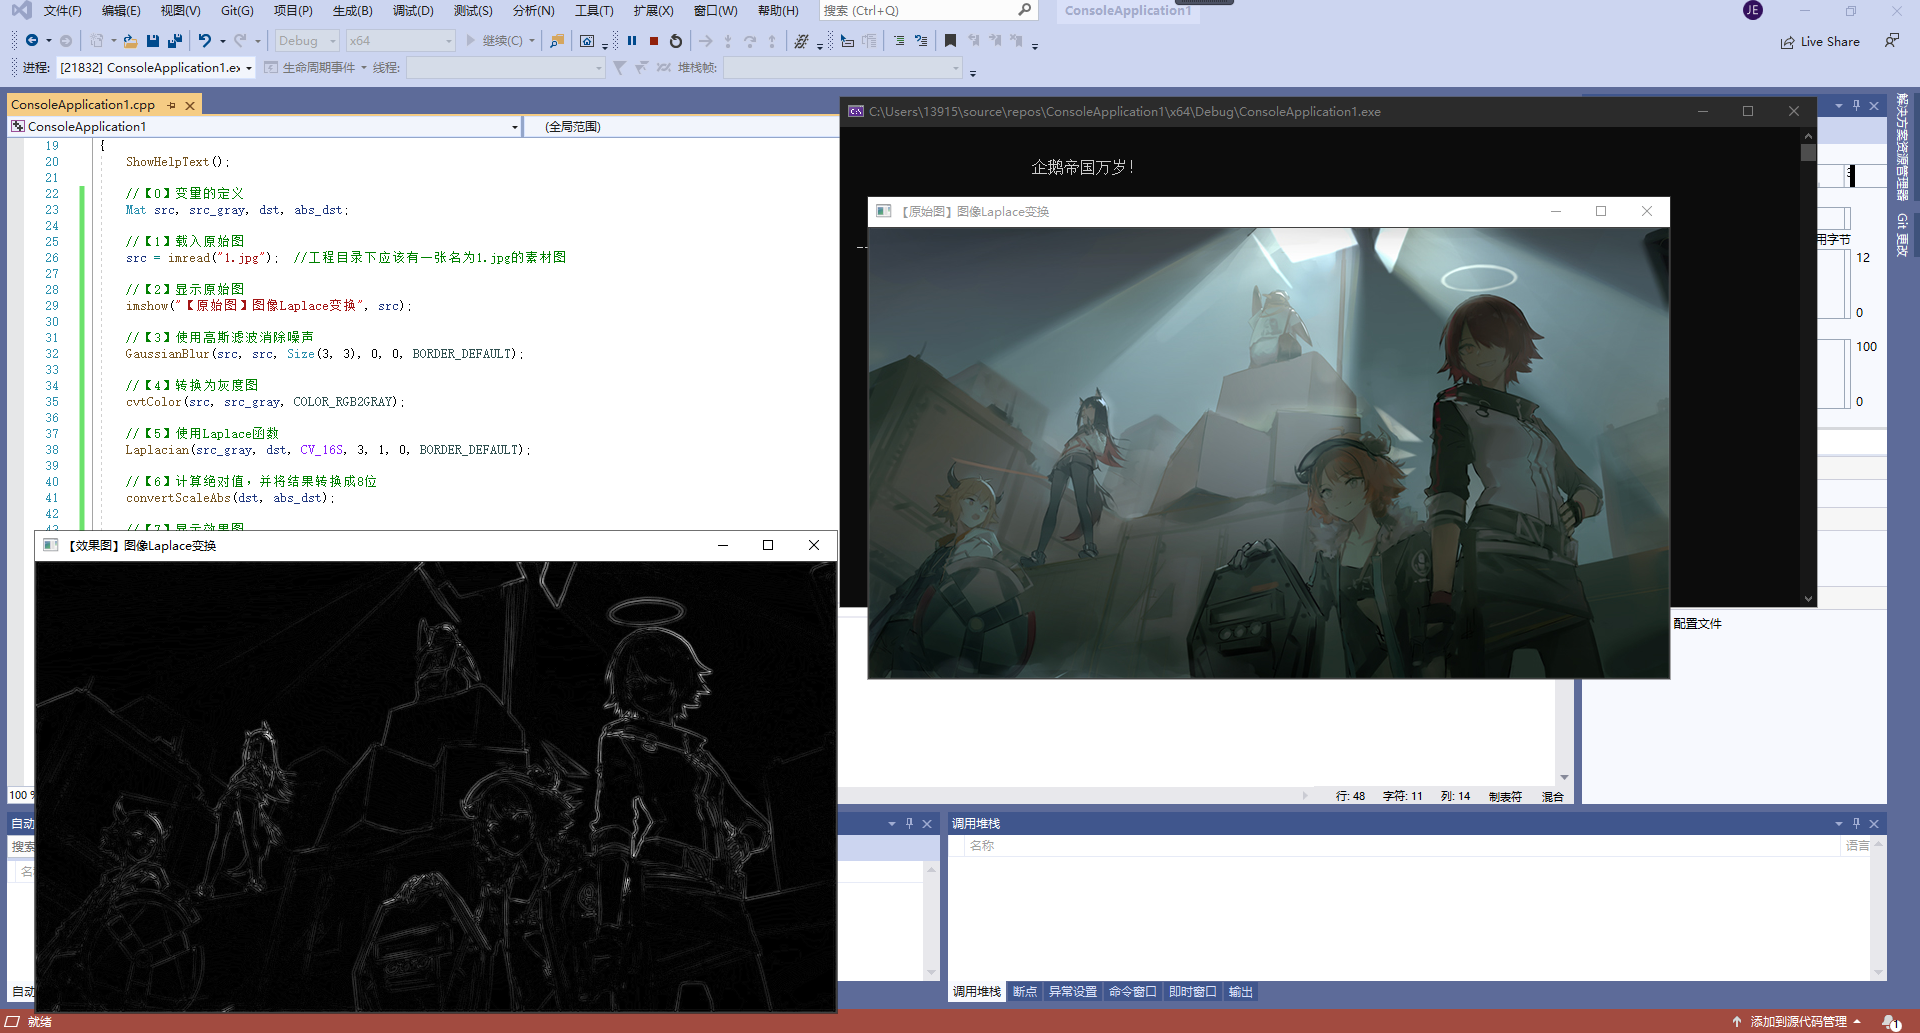 文件(F) 编辑(E) 视图(V) Git(G) 项目(P) 生成(B) 调试(D) 测试(S) 分析(N) 工具(T) 扩展(X) 窗口(W) 帮助(H) 搜索 (Ctrl+Q) ConsoleApplication1 JE
Debug x64 继续(C) Live Share
进程: [21832] ConsoleApplication1.ex 生命周期事件 线程: 堆栈帧:
ConsoleApplication1.cpp
ConsoleApplication1 (全局范围)
19 {
20 ShowHelpText();
21
22 //【0】变量的定义
23 Mat src, src_gray, dst, abs_dst;
24
25 //【1】载入原始图
26 src = imread("1.jpg"); //工程目录下应该有一张名为1.jpg的素材图
27
28 //【2】显示原始图
29 imshow("【原始图】图像Laplace变换", src);
30
31 //【3】使用高斯滤波消除噪声
32 GaussianBlur(src, src, Size(3, 3), 0, 0, BORDER_DEFAULT);
33
34 //【4】转换为灰度图
35 cvtColor(src, src_gray, COLOR_RGB2GRAY);
36
37 //【5】使用Laplace函数
38 Laplacian(src_gray, dst, CV_16S, 3, 1, 0, BORDER_DEFAULT);
39
40 //【6】计算绝对值，并将结果转换成8位
41 convertScaleAbs(dst, abs_dst);
42
43 //【7】显示效果图
C:\Users\13915\source\repos\ConsoleApplication1\x64\Debug\ConsoleApplication1.exe
企鹅帝国万岁!
【原始图】图像Laplace变换
【效果图】图像Laplace变换
解决方案资源管理器
Git 更改
用字节
12
0
100
0
配置文件
100 %
行: 48 字符: 11 列: 14 制表符 混合
自动
搜索
自动
调用堆栈
名称 语言
调用堆栈 断点 异常设置 命令窗口 即时窗口 输出
就绪 添加到源代码管理 1